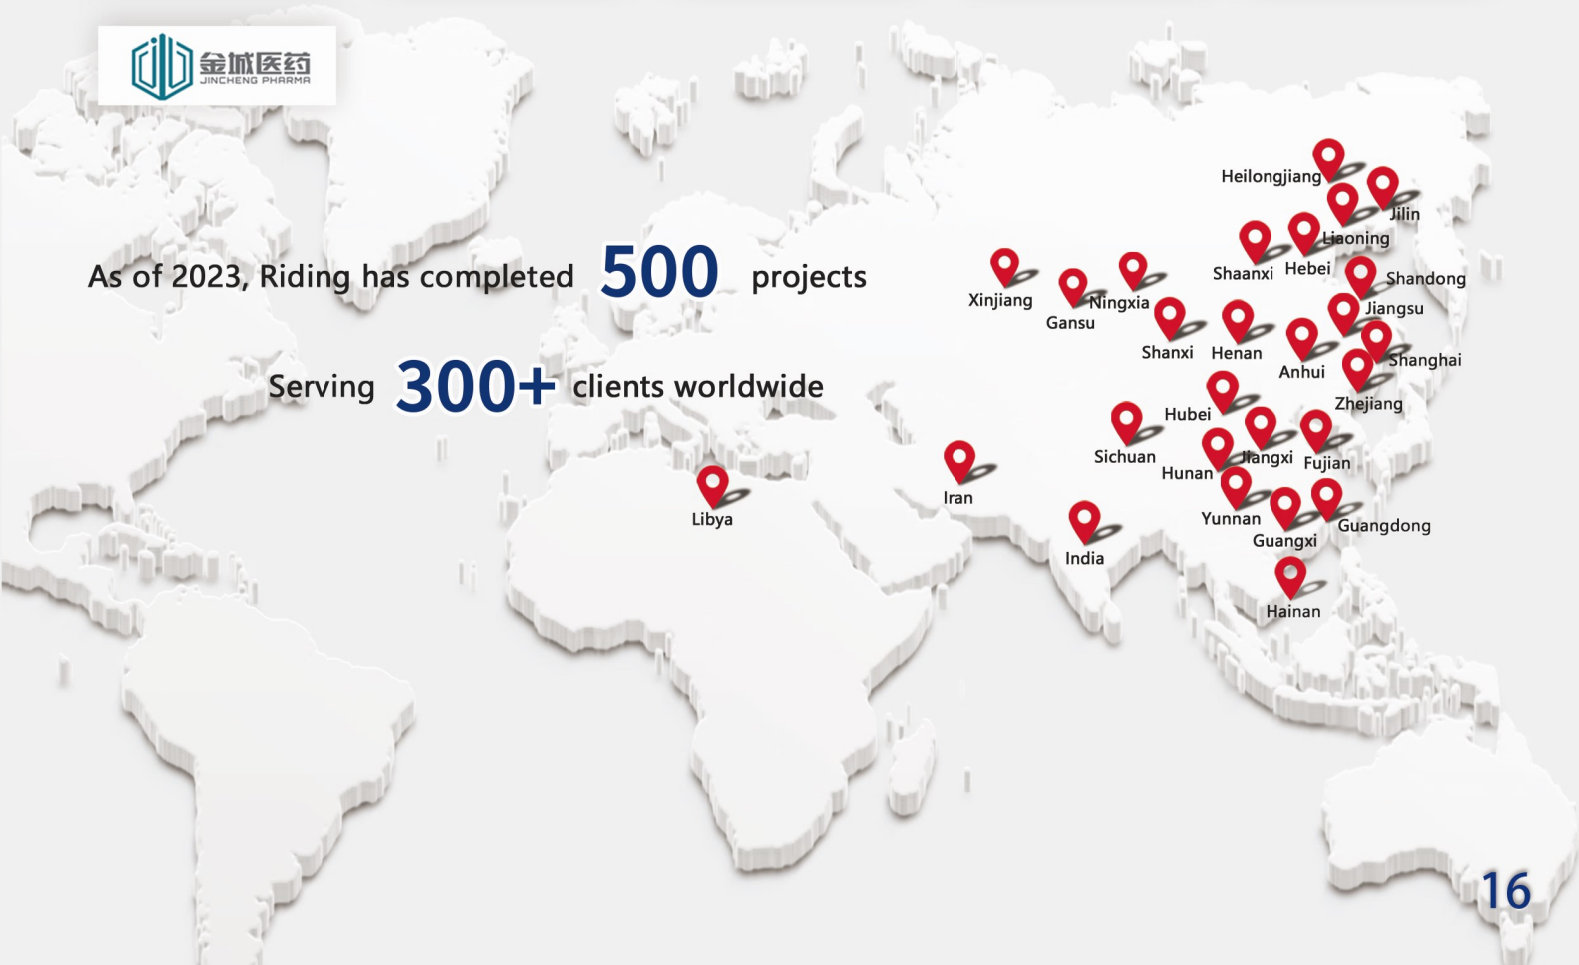 金城医药
JINCHENG PHARMA
As of 2023, Riding has completed 500 projects
Serving 300+ clients worldwide
Heilongjiang
Jilin
Liaoning
Shaanxi
Hebei
Shandong
Xinjiang
Ningxia
Gansu
Jiangsu
Shanxi
Henan
Anhui
Shanghai
Zhejiang
Hubei
Sichuan
Hunan
Jiangxi
Fujian
Iran
Libya
Yunnan
Guangxi
Guangdong
India
Hainan
16